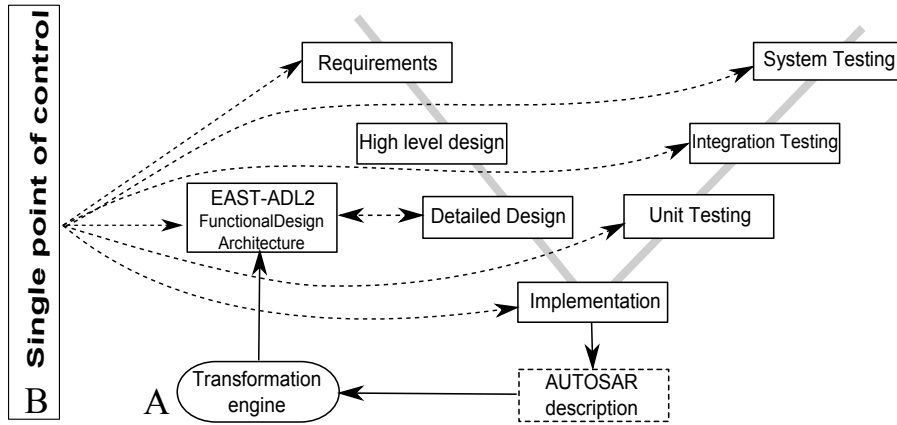 Single point of control
B
Requirements
System Testing
High level design
Integration Testing
EAST-ADL2
FunctionalDesign
Architecture
Detailed Design
Unit Testing
Implementation
A
Transformation
engine
AUTOSAR
description